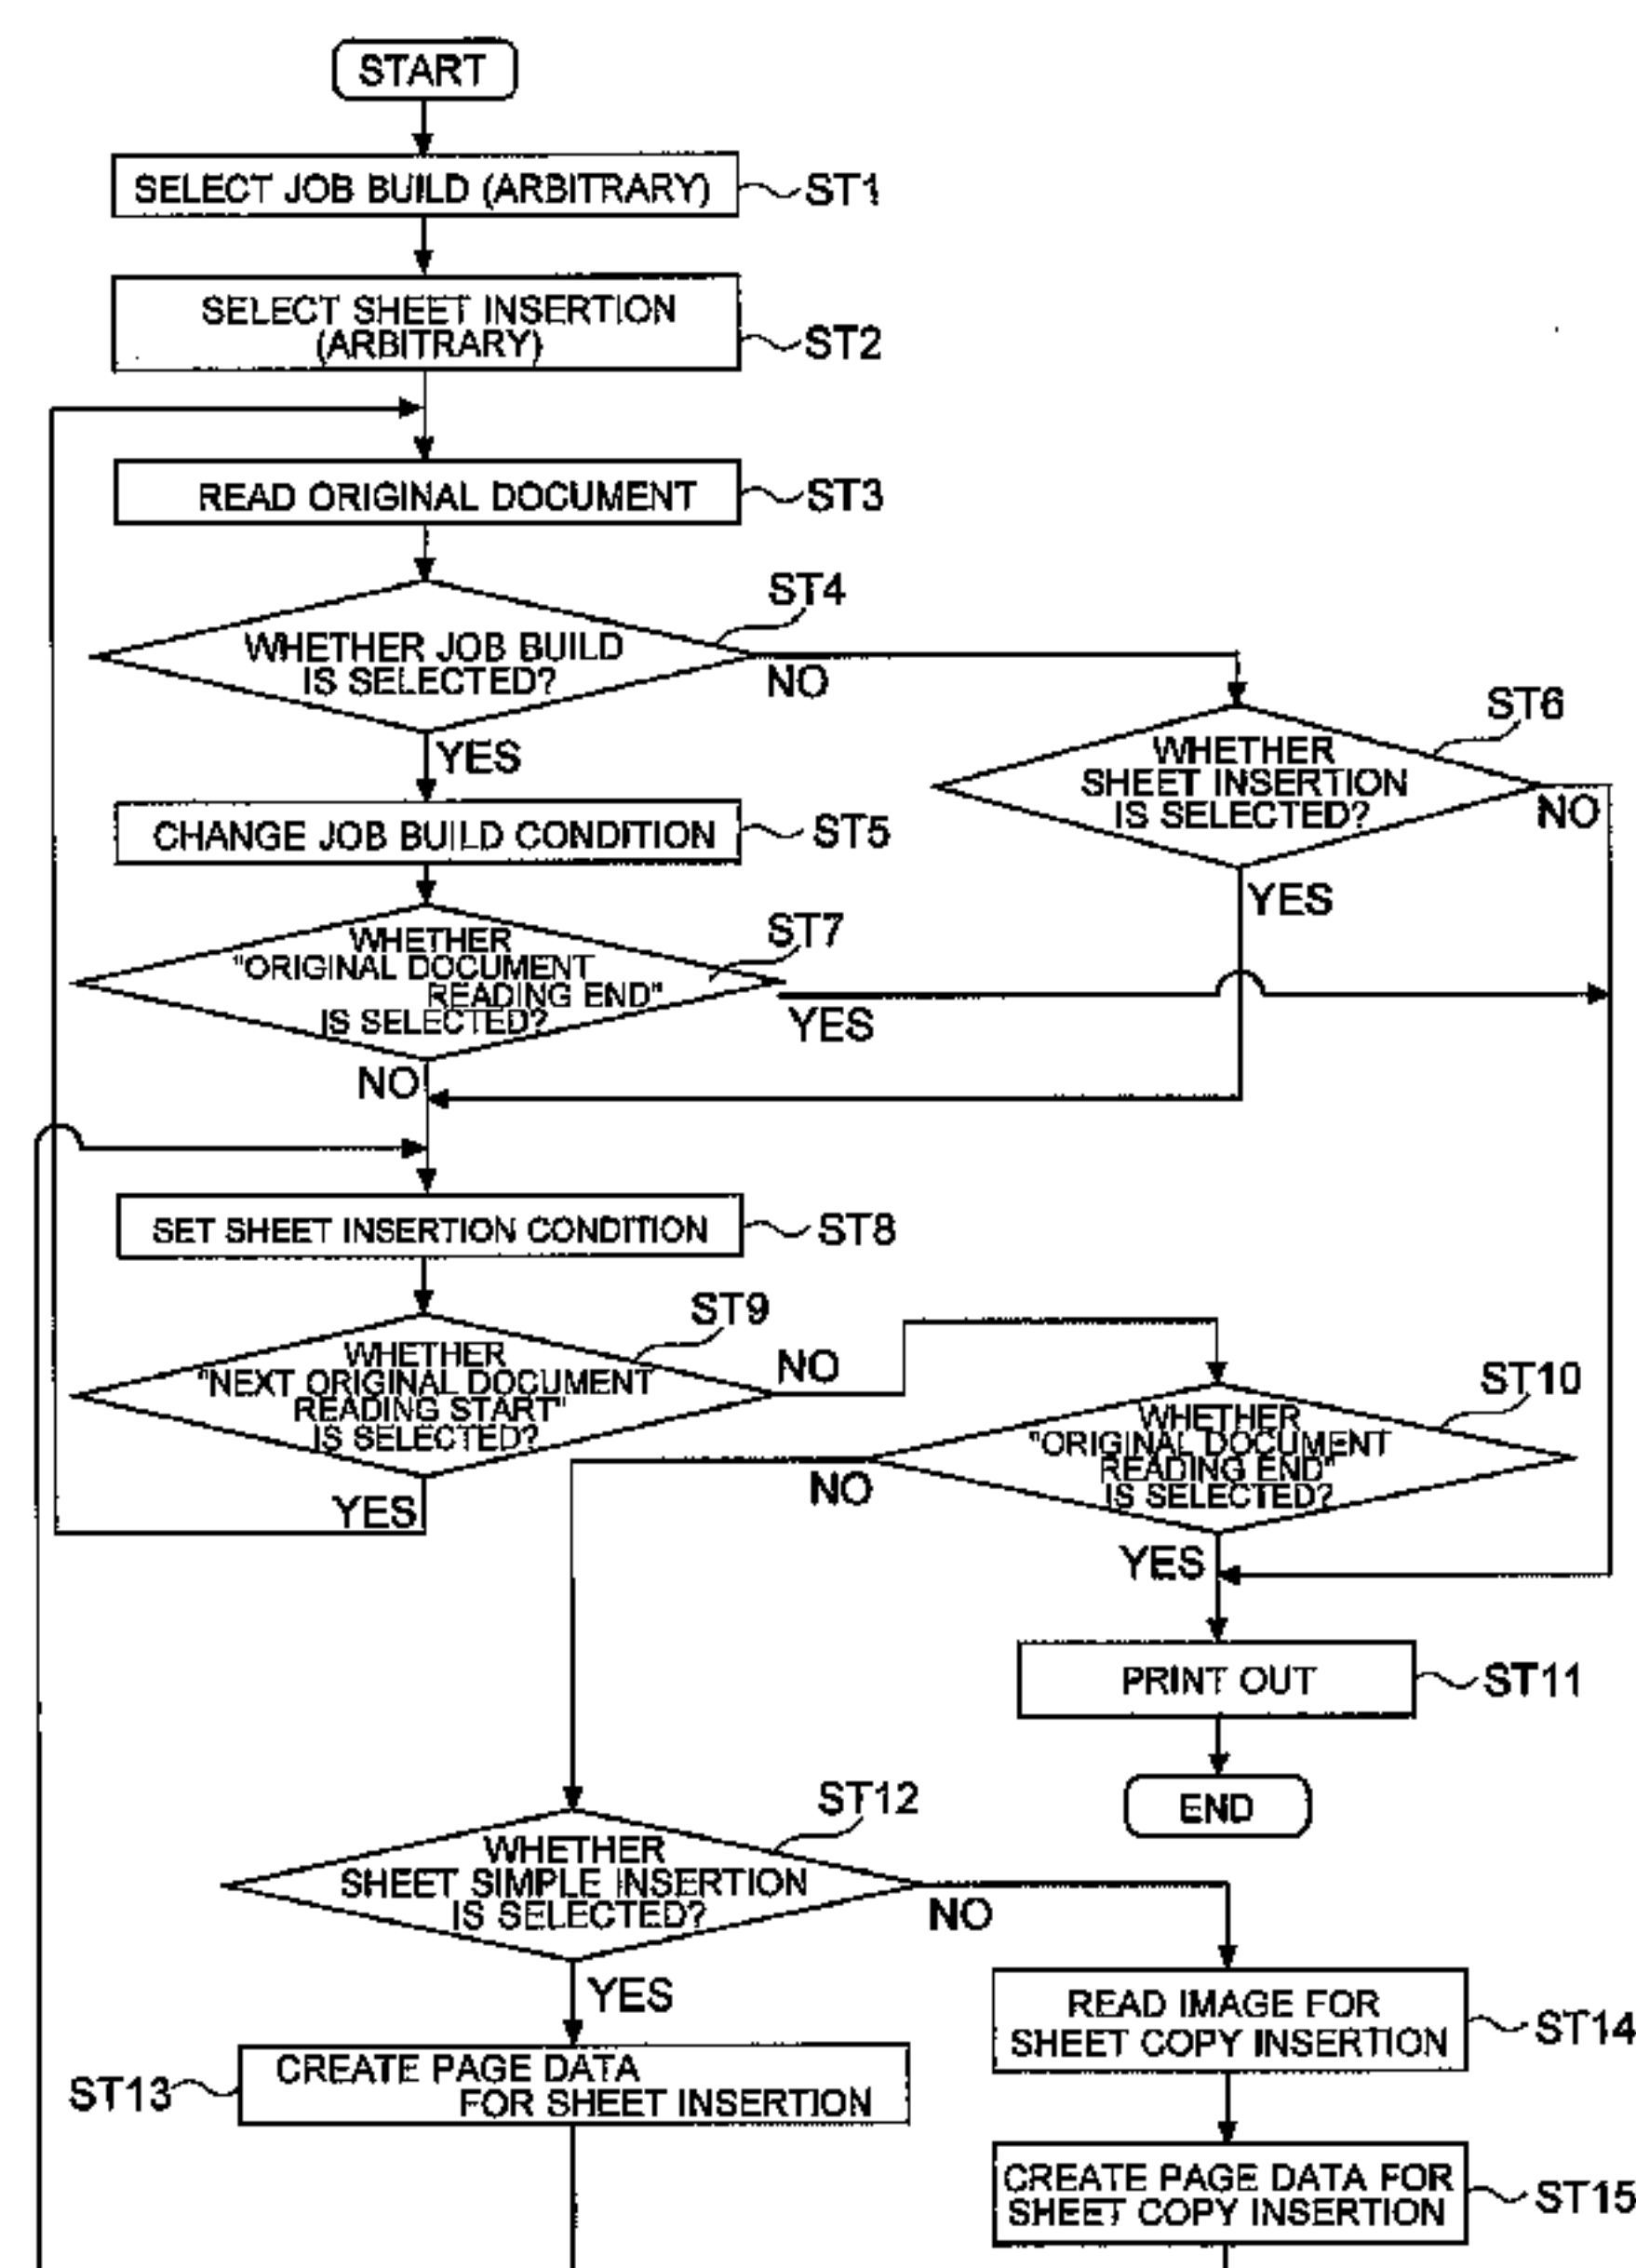 START
SELECT JOB BUILD (ARBITRARY)
ST1
SELECT SHEET INSERTION
(ARBITRARY)
ST2
READ ORIGINAL DOCUMENT
ST3
ST4
WHETHER JOB BUILD
IS SELECTED?
NO
YES
ST6
WHETHER
SHEET INSERTION
IS SELECTED?
NO
YES
CHANGE JOB BUILD CONDITION
ST5
ST7
WHETHER
"ORIGINAL DOCUMENT
READING END"
IS SELECTED?
YES
NO
SET SHEET INSERTION CONDITION
ST8
ST9
WHETHER
"NEXT ORIGINAL DOCUMENT
READING START"
IS SELECTED?
NO
YES
ST10
WHETHER
"ORIGINAL DOCUMENT
READING END"
IS SELECTED?
NO
YES
PRINT OUT
ST11
END
ST12
WHETHER
SHEET SIMPLE INSERTION
IS SELECTED?
NO
YES
READ IMAGE FOR
SHEET COPY INSERTION
ST14
ST13
CREATE PAGE DATA
FOR SHEET INSERTION
CREATE PAGE DATA FOR
SHEET COPY INSERTION
ST15